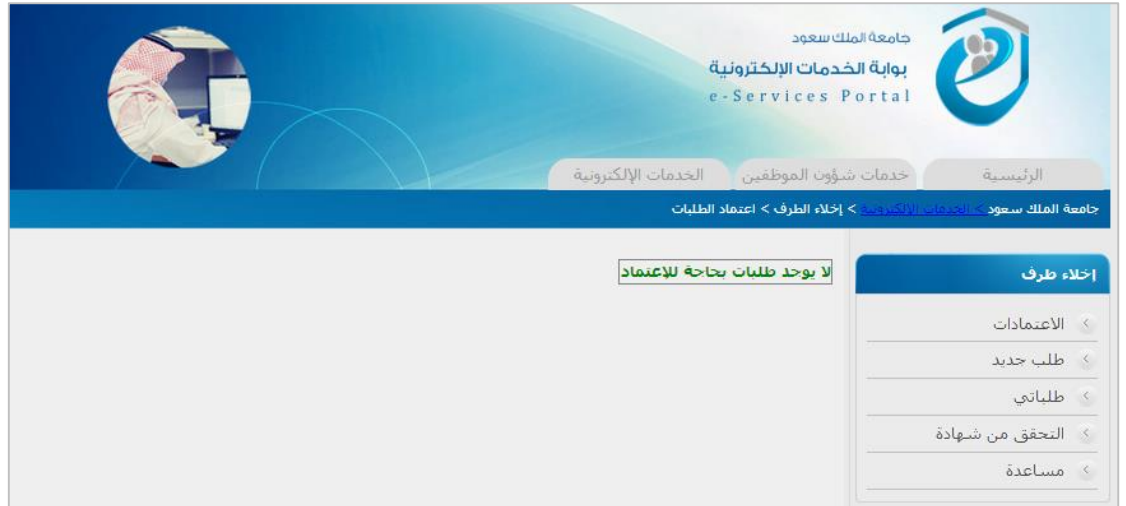 جامعة الملك سعود
بوابة الخدمات الإلكترونية
e-Services Portal
الرئيسية
خدمات شؤون الموظفين
الخدمات الإلكترونية
جامعة الملك سعود > الخدمات الإلكترونية > إخلاء الطرف > اعتماد الطلبات
إخلاء طرف
الاعتمادات
طلب جديد
طلباتي
التحقق من شهادة
مساعدة
لا يوجد طلبات بحاجة للإعتماد